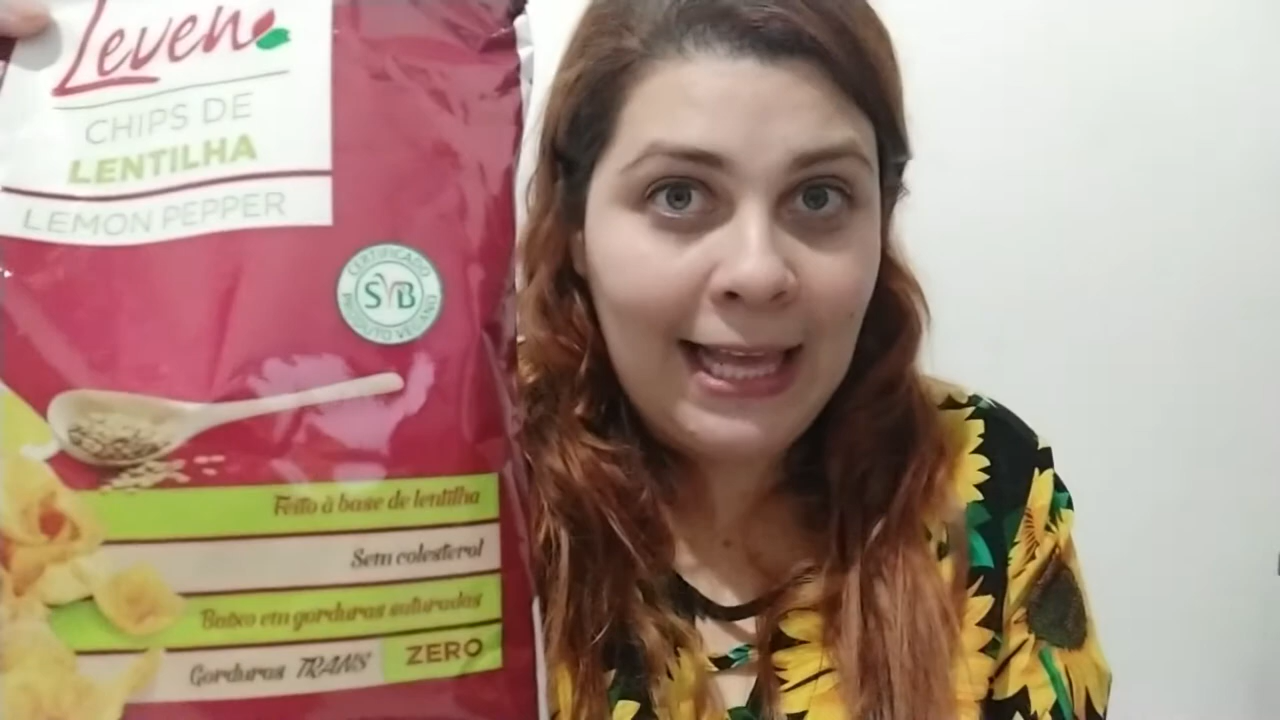 Leven
CHIPS DE
LENTILHA
LEMON PEPPER
CERTIFICADO
SVB
PRODUTO VEGANO
Feito à base de lentilha
Sem colesterol
Baixo em gorduras saturadas
Gorduras TRANS ZERO